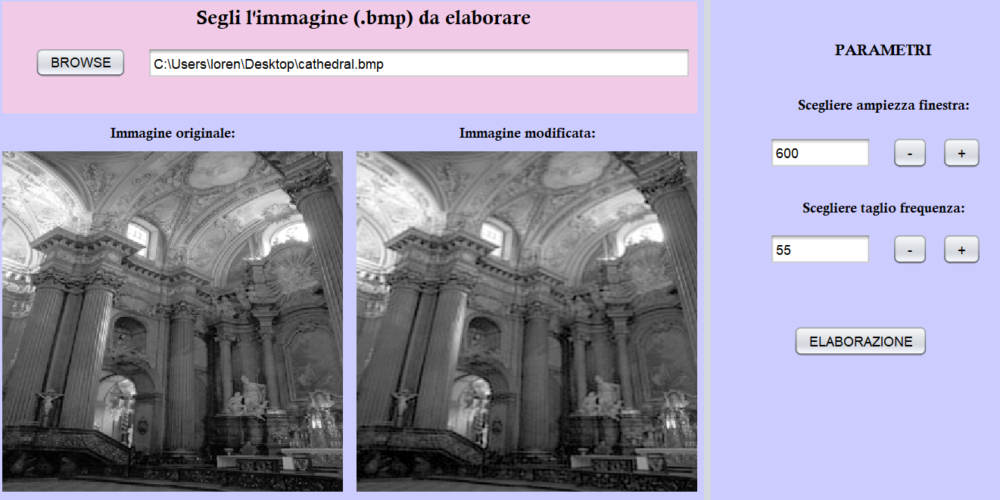 Segli l'immagine (.bmp) da elaborare
BROWSE
C:\Users\loren\Desktop\cathedral.bmp
Immagine originale:
Immagine modificata:
PARAMETRI
Scegliere ampiezza finestra:
600
-
+
Scegliere taglio frequenza:
55
-
+
ELABORAZIONE